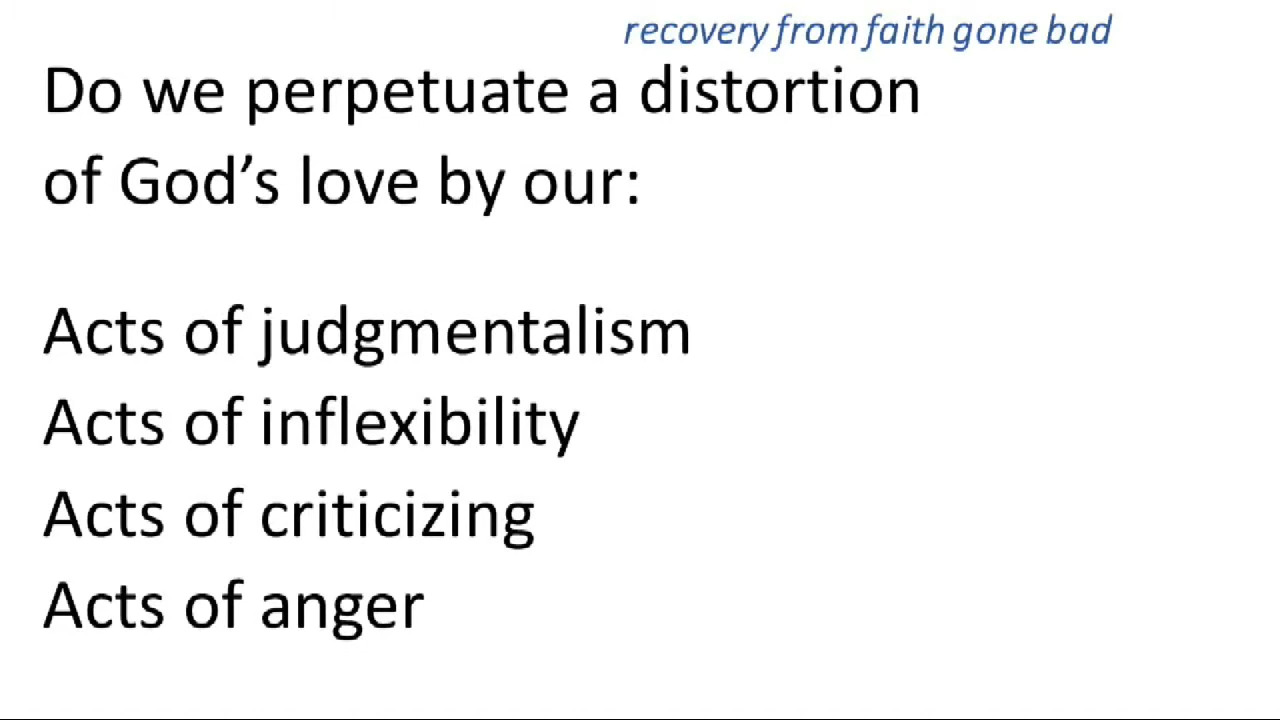 recovery from faith gone bad
Do we perpetuate a distortion
of God’s love by our:
Acts of judgmentalism
Acts of inflexibility
Acts of criticizing
Acts of anger